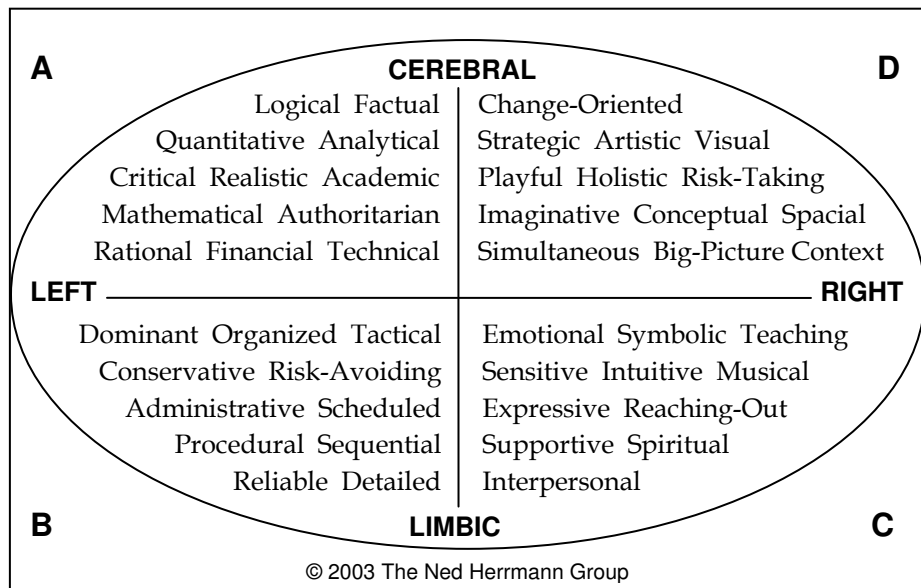 A
D
CEREBRAL
Logical Factual
Quantitative Analytical
Critical Realistic Academic
Mathematical Authoritarian
Rational Financial Technical
Change-Oriented
Strategic Artistic Visual
Playful Holistic Risk-Taking
Imaginative Conceptual Spacial
Simultaneous Big-Picture Context
LEFT
RIGHT
Dominant Organized Tactical
Conservative Risk-Avoiding
Administrative Scheduled
Procedural Sequential
Reliable Detailed
Emotional Symbolic Teaching
Sensitive Intuitive Musical
Expressive Reaching-Out
Supportive Spiritual
Interpersonal
B
LIMBIC
C
© 2003 The Ned Herrmann Group